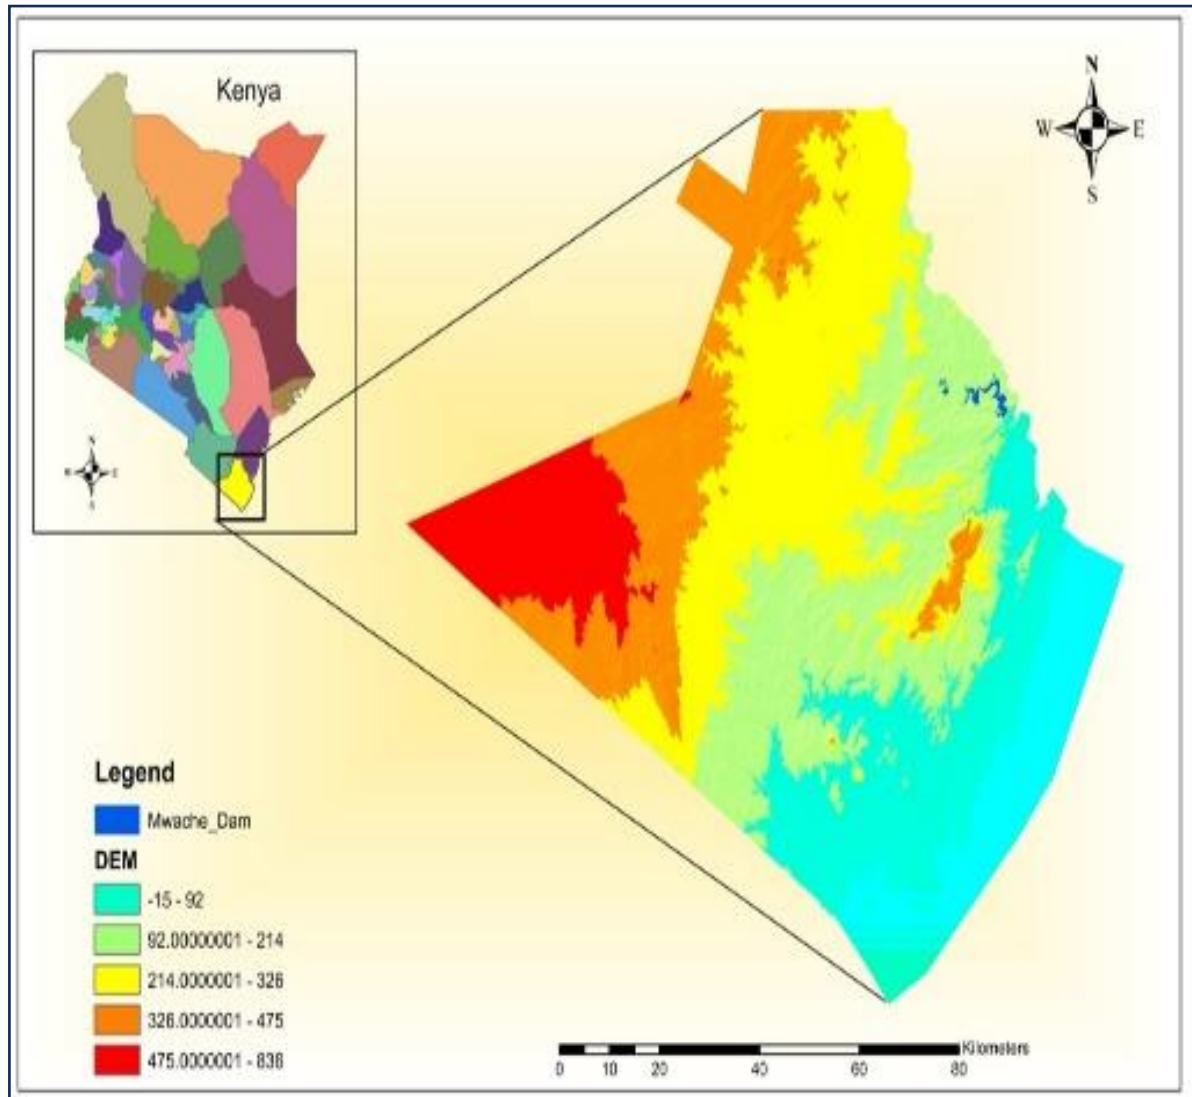 Kenya
N
W E
S
N
W E
S
Legend
Mwache_Dam
DEM
-15 - 92
92.00000001 - 214
214.0000001 - 326
326.0000001 - 475
475.0000001 - 836
Kilometers
0 10 20 40 60 80